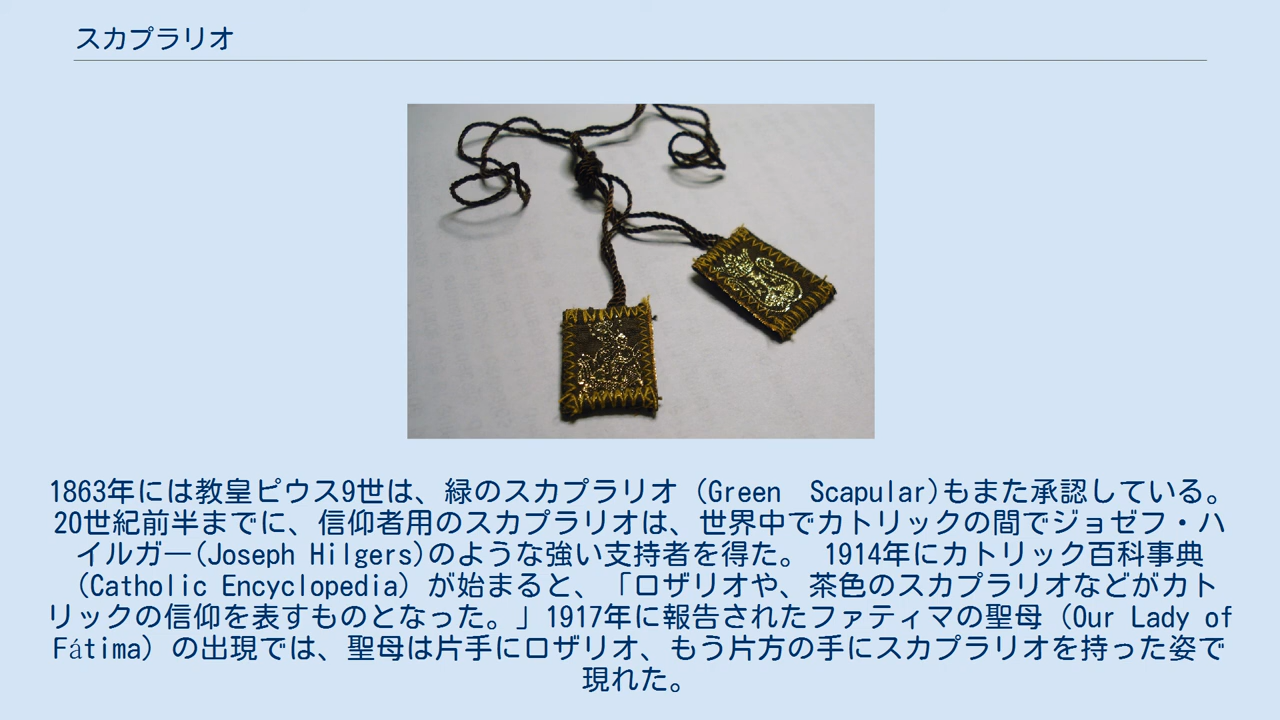 スカプラリオ
1863年には教皇ピウス9世は、緑のスカプラリオ (Green　Scapular)もまた承認している。
20世紀前半までに、信仰者用のスカプラリオは、世界中でカトリックの間でジョゼフ・ハ
イルガ―(Joseph Hilgers)のような強い支持者を得た。 1914年にカトリック百科事典
（Catholic Encyclopedia）が始まると、「ロザリオや、茶色のスカプラリオなどがカト
リックの信仰を表すものとなった。」1917年に報告されたファティマの聖母（Our Lady of
Fátima）の出現では、聖母は片手にロザリオ、もう片方の手にスカプラリオを持った姿で
現れた。